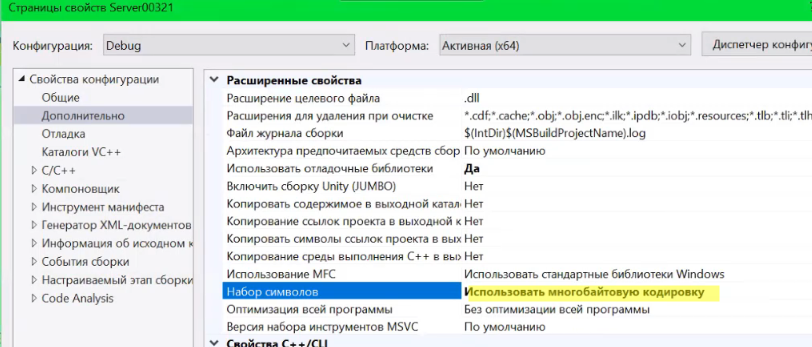 Страницы свойств Server00321
Конфигурация: Debug Платформа: Активная (x64) Диспетчер конфигу
Свойства конфигурации
Общие
Дополнительно
Отладка
Каталоги VC++
C/C++
Компоновщик
Инструмент манифеста
Генератор XML-документов
Информация об исходном к
События сборки
Настраиваемый этап сборки
Code Analysis
Расширенные свойства
Расширение целевого файла .dll
Расширения для удаления при очистке *.cdf;*.cache;*.obj;*.obj.enc;*.ilk;*.ipdb;*.iobj;*.resources;*.tlb;*.tli;*.tlh
Файл журнала сборки $(IntDir)$(MSBuildProjectName).log
Архитектура предпочитаемых средств сбор По умолчанию
Использовать отладочные библиотеки Да
Включить сборку Unity (JUMBO) Нет
Копировать содержимое в выходной катал Нет
Копирование ссылок проекта в выходной к Нет
Копировать символы ссылок проекта в вых Нет
Копирование среды выполнения C++ в вых Нет
Использование MFC Использовать стандартные библиотеки Windows
Набор символов Использовать многобайтовую кодировку
Оптимизация всей программы Без оптимизации всей программы
Версия набора инструментов MSVC По умолчанию
Свойства C++/CLI